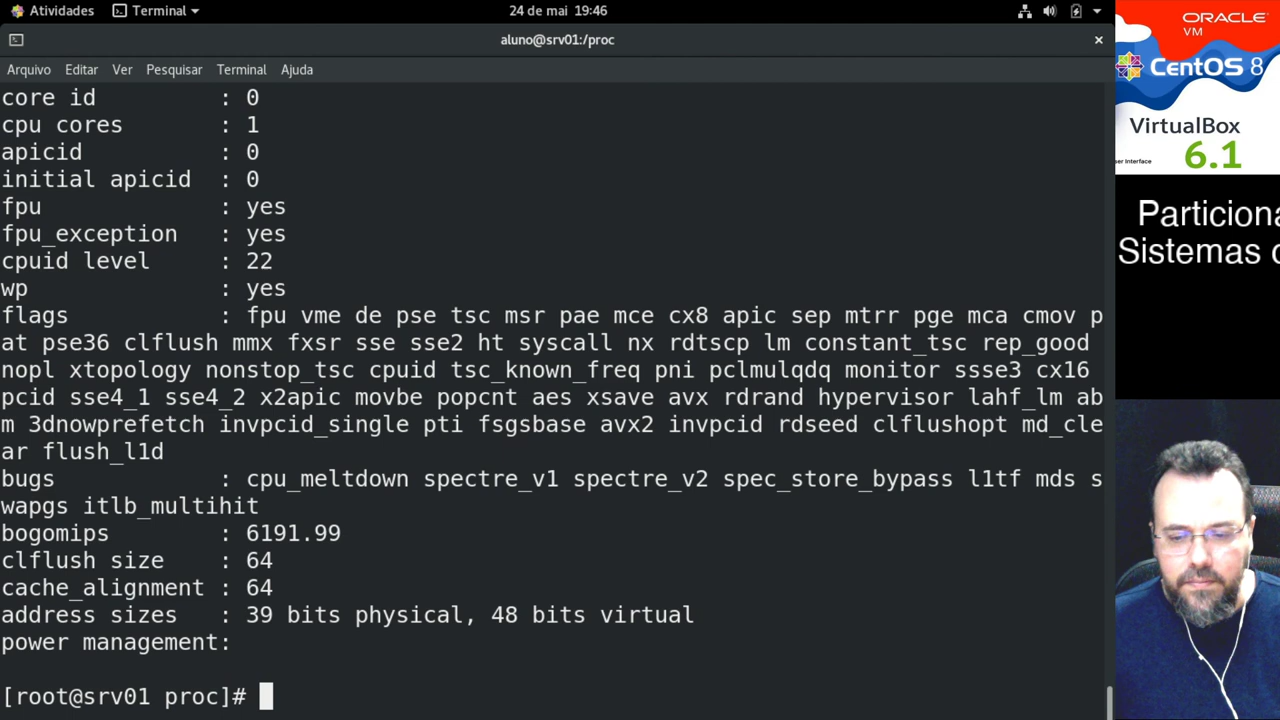 Atividades
Terminal
24 de mai 19:46
aluno@srv01:/proc
Arquivo Editar Ver Pesquisar Terminal Ajuda
core id : 0
cpu cores : 1
apicid : 0
initial apicid : 0
fpu : yes
fpu_exception : yes
cpuid level : 22
wp : yes
flags : fpu vme de pse tsc msr pae mce cx8 apic sep mtrr pge mca cmov p
at pse36 clflush mmx fxsr sse sse2 ht syscall nx rdtscp lm constant_tsc rep_good
nopl xtopology nonstop_tsc cpuid tsc_known_freq pni pclmulqdq monitor ssse3 cx16
pcid sse4_1 sse4_2 x2apic movbe popcnt aes xsave avx rdrand hypervisor lahf_lm ab
m 3dnowprefetch invpcid_single pti fsgsbase avx2 invpcid rdseed clflushopt md_cle
ar flush_l1d
bugs : cpu_meltdown spectre_v1 spectre_v2 spec_store_bypass l1tf mds s
wapgs itlb_multihit
bogomips : 6191.99
clflush size : 64
cache_alignment : 64
address sizes : 39 bits physical, 48 bits virtual
power management:
[root@srv01 proc]#
ORACLE
VM
CentOS 8
VirtualBox
ser Interface
6.1
Particiona
Sistemas